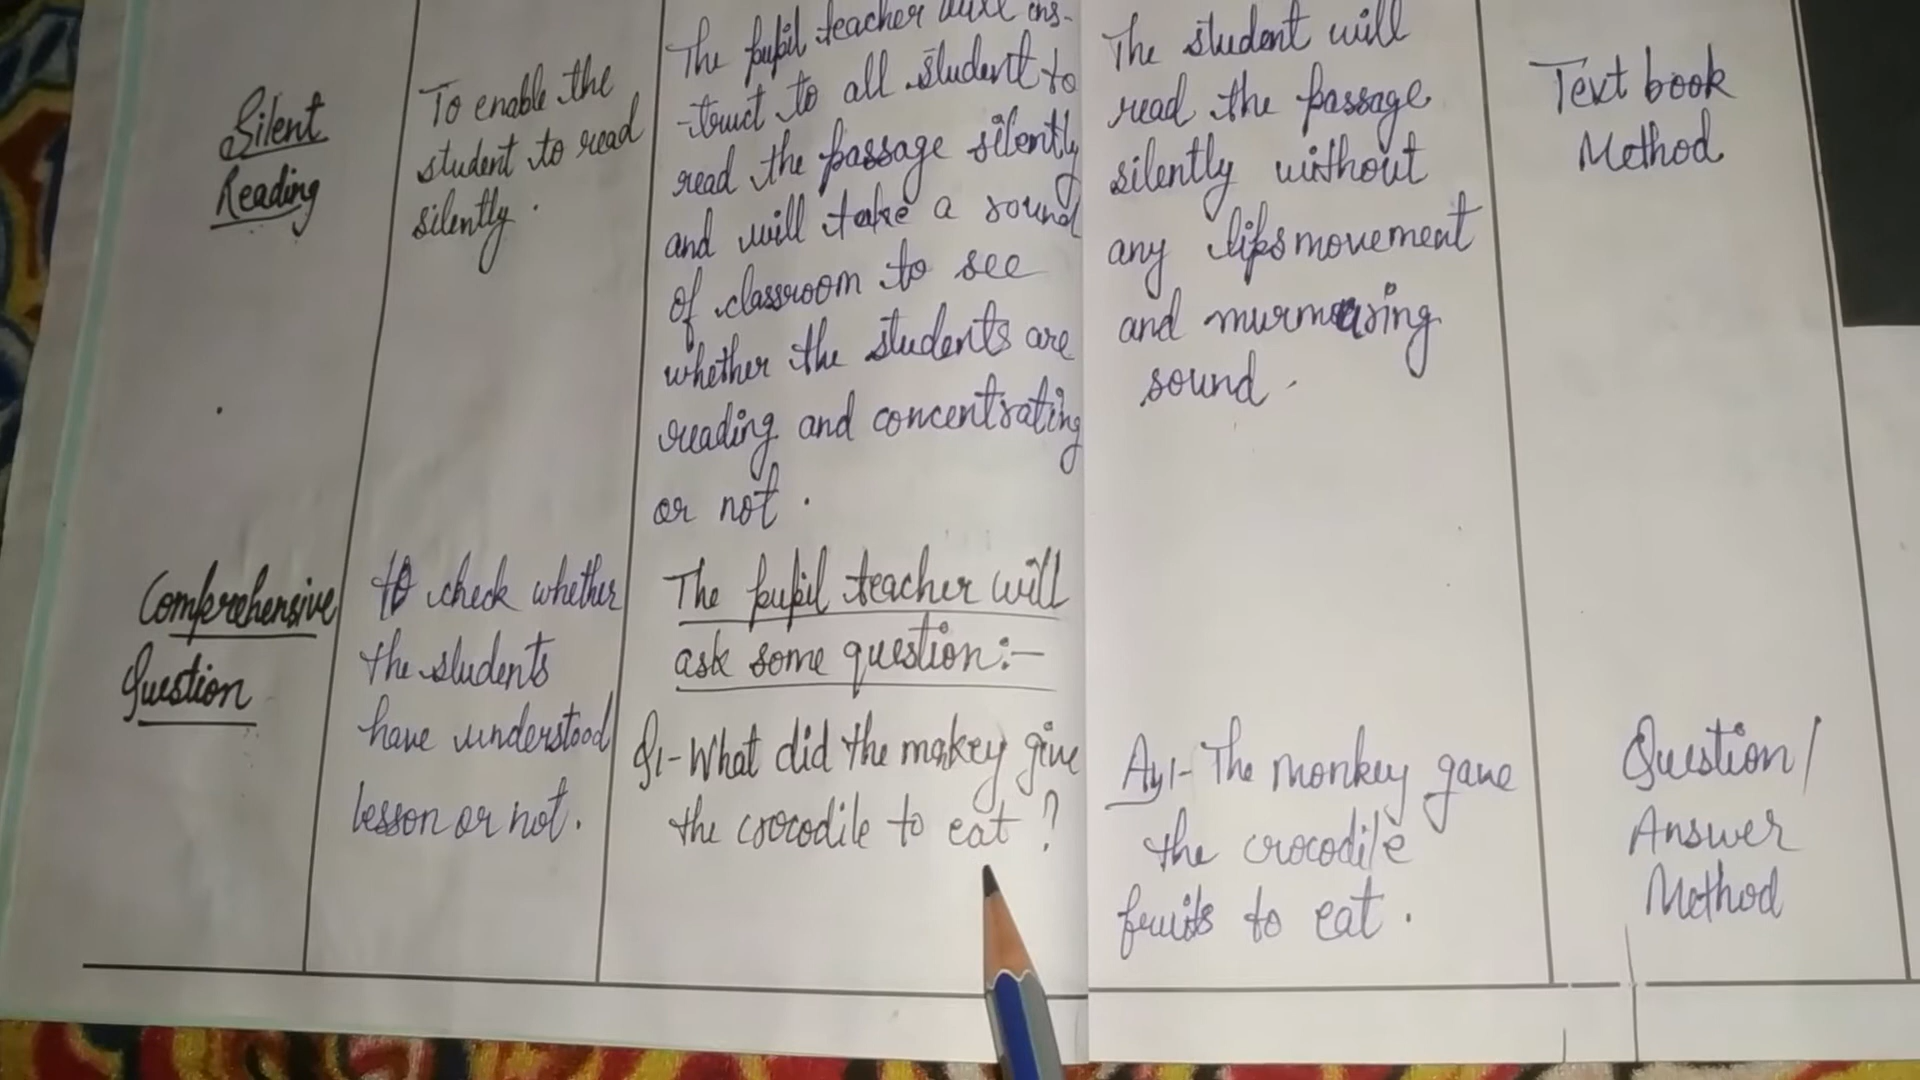 Silent
Reading
To enable the
student to read
silently.
The pupil teacher will ins-
-truct to all student to
read the passage silently
and will take a round
of classroom to see
whether the students are
reading and concentrating
or not.
The student will
read the passage
silently without
any lips movement
and murmuring
sound.
Text book
Method
Comprehensive
Question
to check whether
the students
have understood
lesson or not.
The pupil teacher will
ask some question:-
Q1-What did the monkey give
the crocodile to eat?
Ay1- The monkey gave
the crocodile
fruits to eat.
Question/
Answer
Method